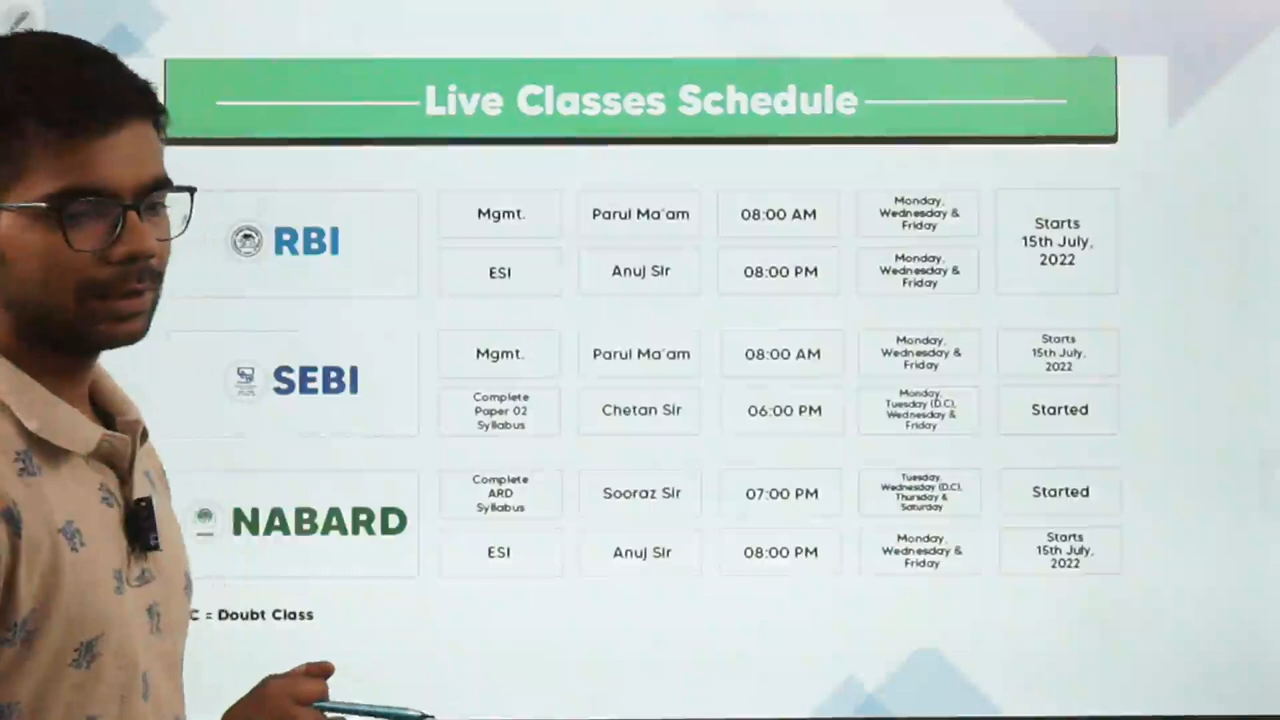 Live Classes Schedule
RBI
Mgmt.
Parul Ma'am
08:00 AM
Monday,
Wednesday &
Friday
Starts
15th July,
2022
ESI
Anuj Sir
08:00 PM
Monday,
Wednesday &
Friday
SEBI
Mgmt.
Parul Ma'am
08:00 AM
Monday,
Wednesday &
Friday
Starts
15th July,
2022
Complete
Paper 02
Syllabus
Chetan Sir
06:00 PM
Monday,
Tuesday (D.C),
Wednesday &
Friday
Started
NABARD
Complete
ARD
Syllabus
Sooraz Sir
07:00 PM
Tuesday,
Wednesday (D.C),
Thursday &
Saturday
Started
ESI
Anuj Sir
08:00 PM
Monday,
Wednesday &
Friday
Starts
15th July,
2022
C = Doubt Class